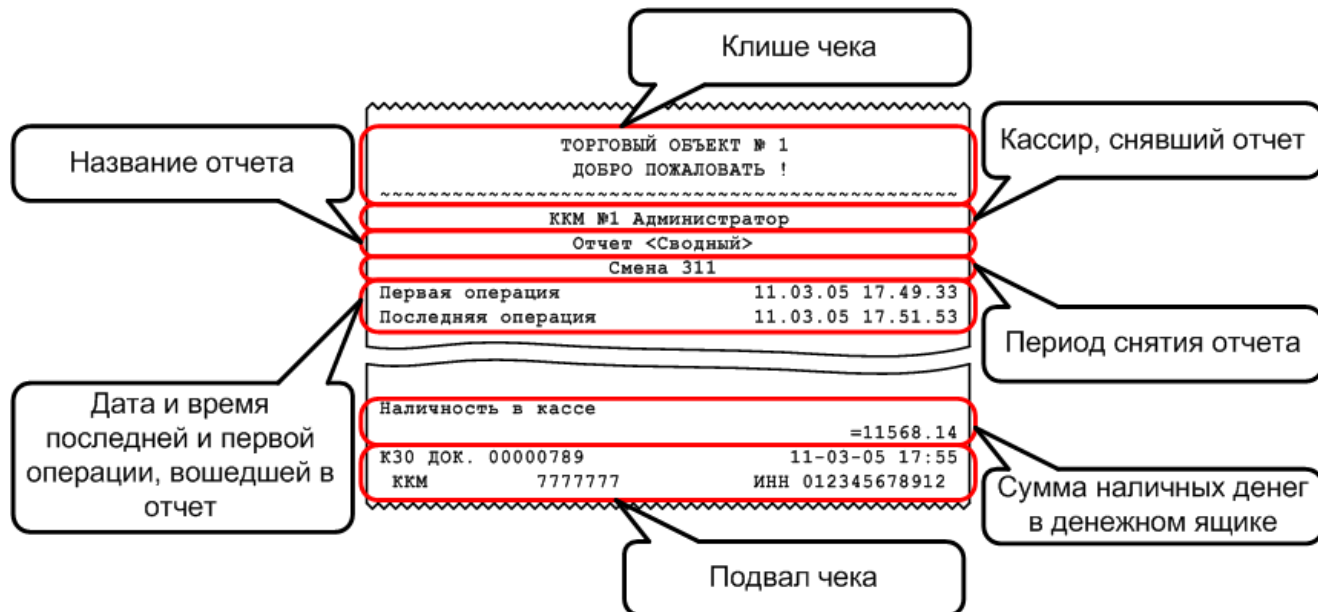 Клише чека
Название отчета
Кассир, снявший отчет
ТОРГОВЫЙ ОБЪЕКТ № 1
ДОБРО ПОЖАЛОВАТЬ !
~~~~~~~~~~~~~~~~~~~~~~~~~~~~~~~~~~~~~~~~~~~~~~~~
ККМ №1 Администратор
Отчет <Сводный>
Смена 311
Первая операция 11.03.05 17.49.33
Последняя операция 11.03.05 17.51.53
Период снятия отчета
Дата и время
последней и первой
операции, вошедшей в
отчет
Наличность в кассе
=11568.14
КЗО ДОК. 00000789 11-03-05 17:55
ККМ 7777777 ИНН 012345678912
Сумма наличных денег
в денежном ящике
Подвал чека